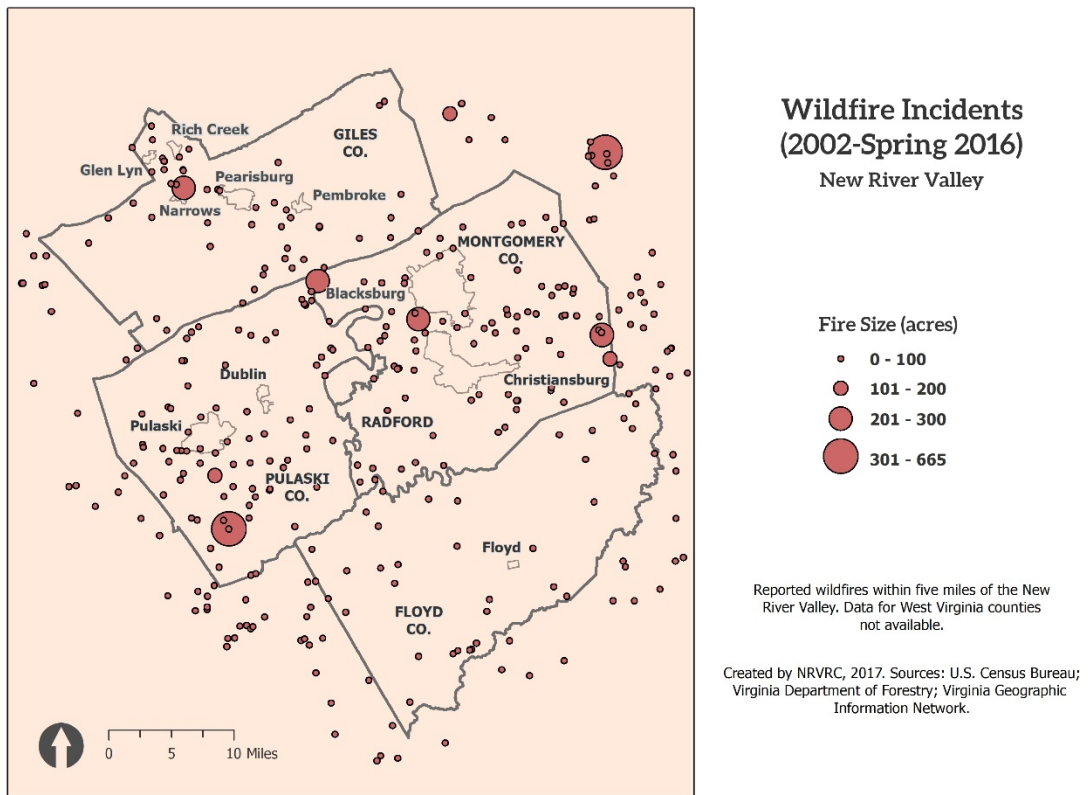 Wildfire Incidents
(2002-Spring 2016)
New River Valley
Rich Creek
GILES
CO.
Glen Lyn
Pearisburg
Pembroke
Narrows
MONTGOMERY
CO.
Blacksburg
Dublin
Christiansburg
Pulaski
RADFORD
PULASKI
CO.
Floyd
FLOYD
CO.
0 5 10 Miles
Fire Size (acres)
0 - 100
101 - 200
201 - 300
301 - 665
Reported wildfires within five miles of the New
River Valley. Data for West Virginia counties
not available.
Created by NRVRC, 2017. Sources: U.S. Census Bureau;
Virginia Department of Forestry; Virginia Geographic
Information Network.